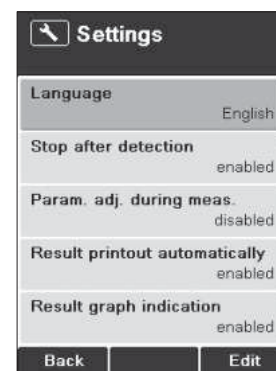 Settings
Language
English
Stop after detection
enabled
Param. adj. during meas.
disabled
Result printout automatically
enabled
Result graph indication
enabled
Back Edit